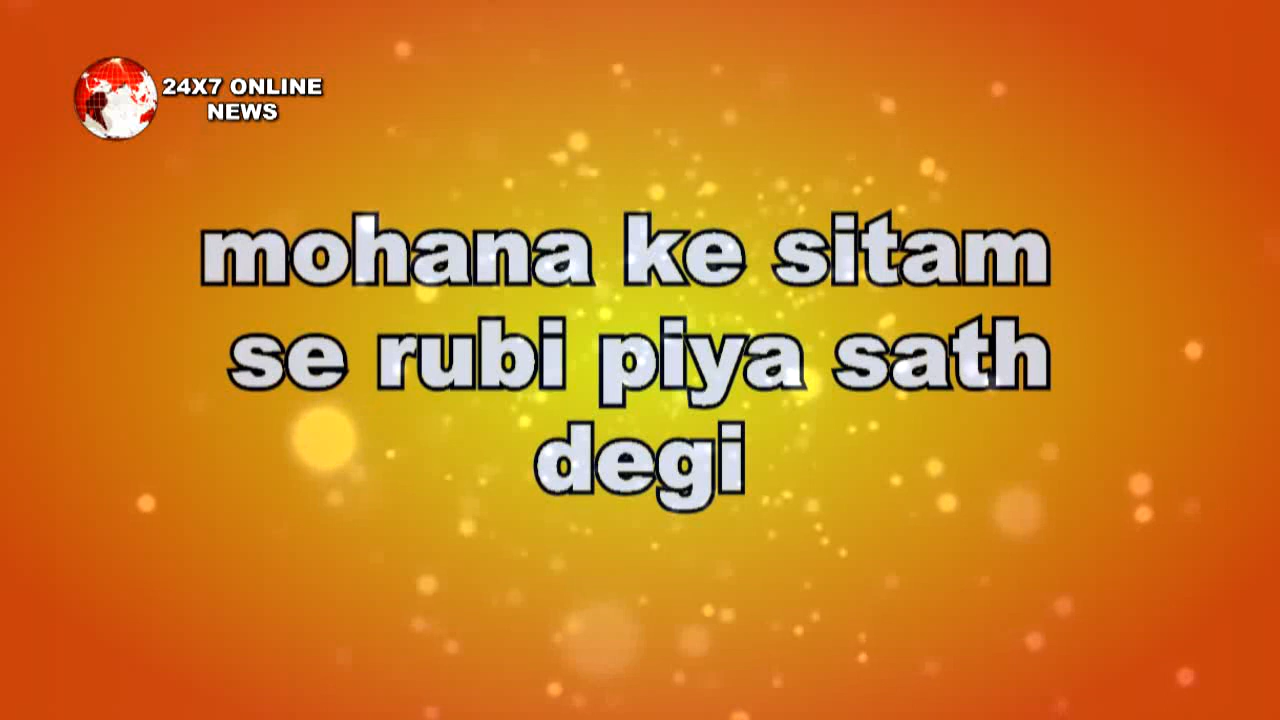 24X7 ONLINE
NEWS
mohana ke sitam
se rubi piya sath
degi